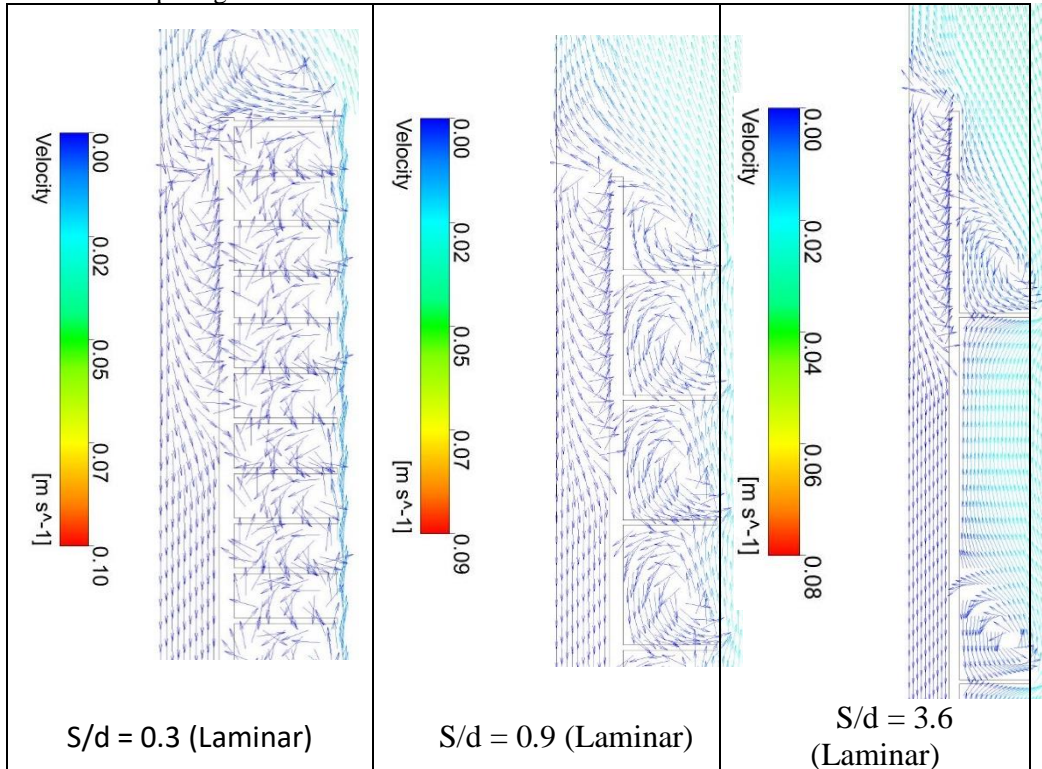 Velocity
0.00
0.02
0.05
0.07
0.10
[m s^-1]
S/d = 0.3 (Laminar)
Velocity
0.00
0.02
0.05
0.07
0.09
[m s^-1]
S/d = 0.9 (Laminar)
Velocity
0.00
0.02
0.04
0.06
0.08
[m s^-1]
S/d = 3.6
(Laminar)